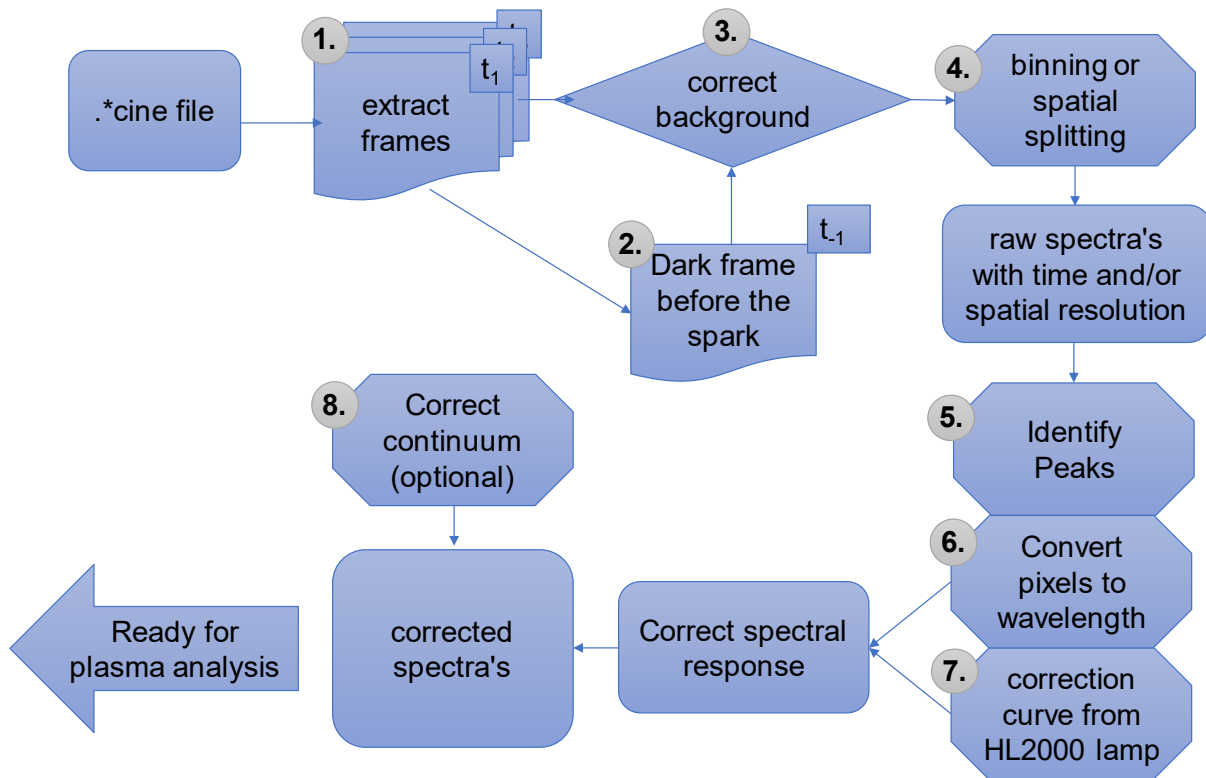 .*cine file
1.
t1
extract
frames
2.
t-1
Dark frame
before the
spark
3.
correct
background
4.
binning or
spatial
splitting
raw spectra's
with time and/or
spatial resolution
5.
Identify
Peaks
6.
Convert
pixels to
wavelength
7.
correction
curve from
HL2000 lamp
Correct spectral
response
8.
Correct
continuum
(optional)
corrected
spectra's
Ready for
plasma analysis